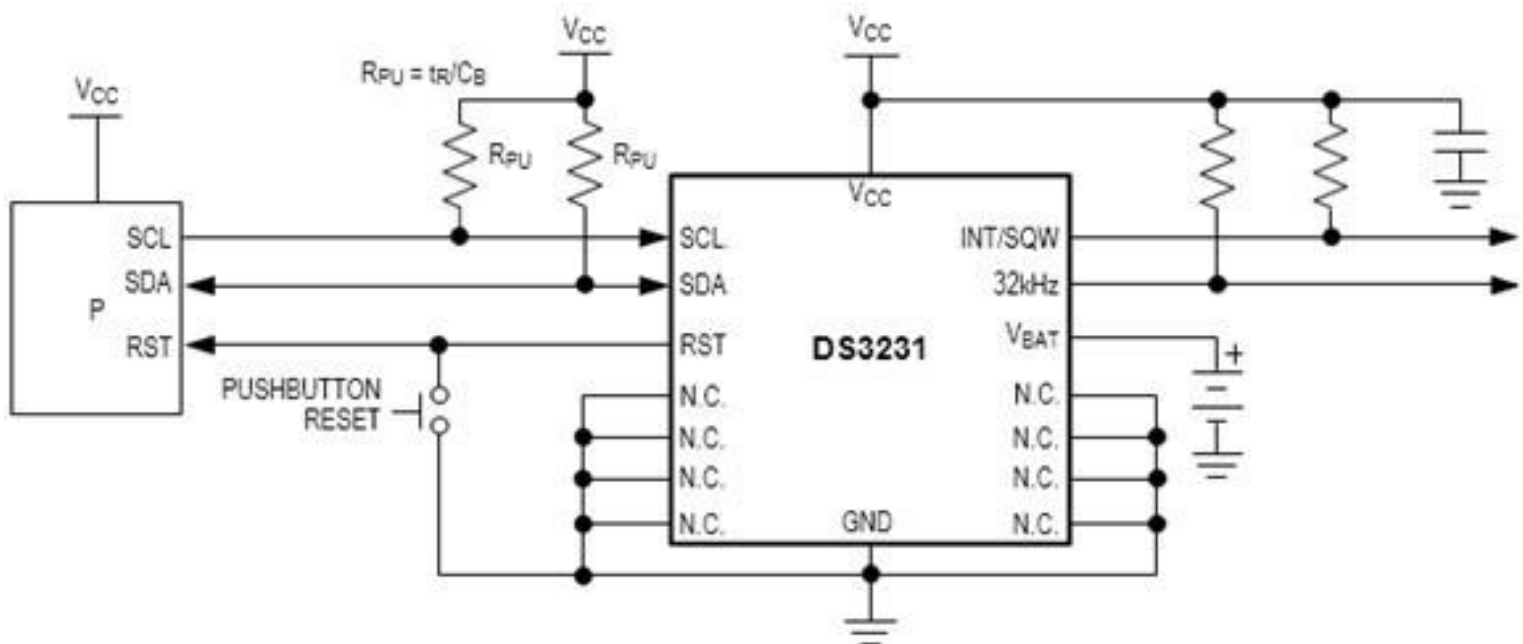 VCC
VCC
VCC
RPU = tR/CB
RPU
RPU
VCC
SCL
SCL
INT/SQW
SDA
SDA
32kHz
P
RST
RST
DS3231
VBAT
+
PUSHBUTTON
RESET
N.C.
N.C.
N.C.
N.C.
N.C.
N.C.
N.C.
GND
N.C.